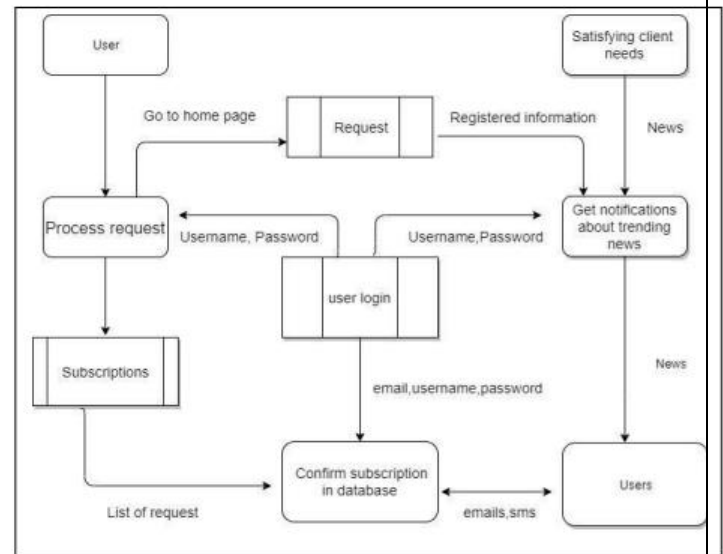 User
Satisfying client
needs
Go to home page
Request
Registered information
News
Process request
Username, Password
Username,Password
Get notifications
about trending
news
user login
Subscriptions
email,username,password
News
Confirm subscription
in database
Users
List of request
emails,sms